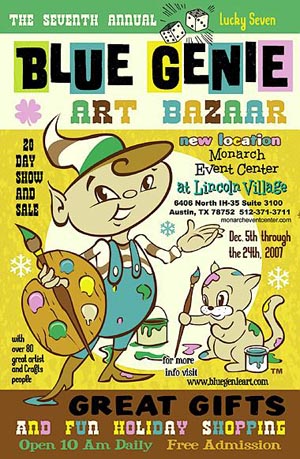 THE SEVENTH ANNUAL
Lucky Seven
BLUE GENIE
ART BAZAAR
20
DAY
SHOW
AND
SALE
new location
Monarch
Event Center
at Lincoln Village
6406 North IH-35 Suite 3100
Austin, TX 78752 512-371-3711
monarcheventcenter.com
Dec. 5th through
the 24th, 2007
with
over 80
great artist
and Crafts
people
for more
info visit
www.bluegenieart.com
TM
GREAT GIFTS
AND FUN HOLIDAY SHOPPING
Open 10 Am Daily Free Admission